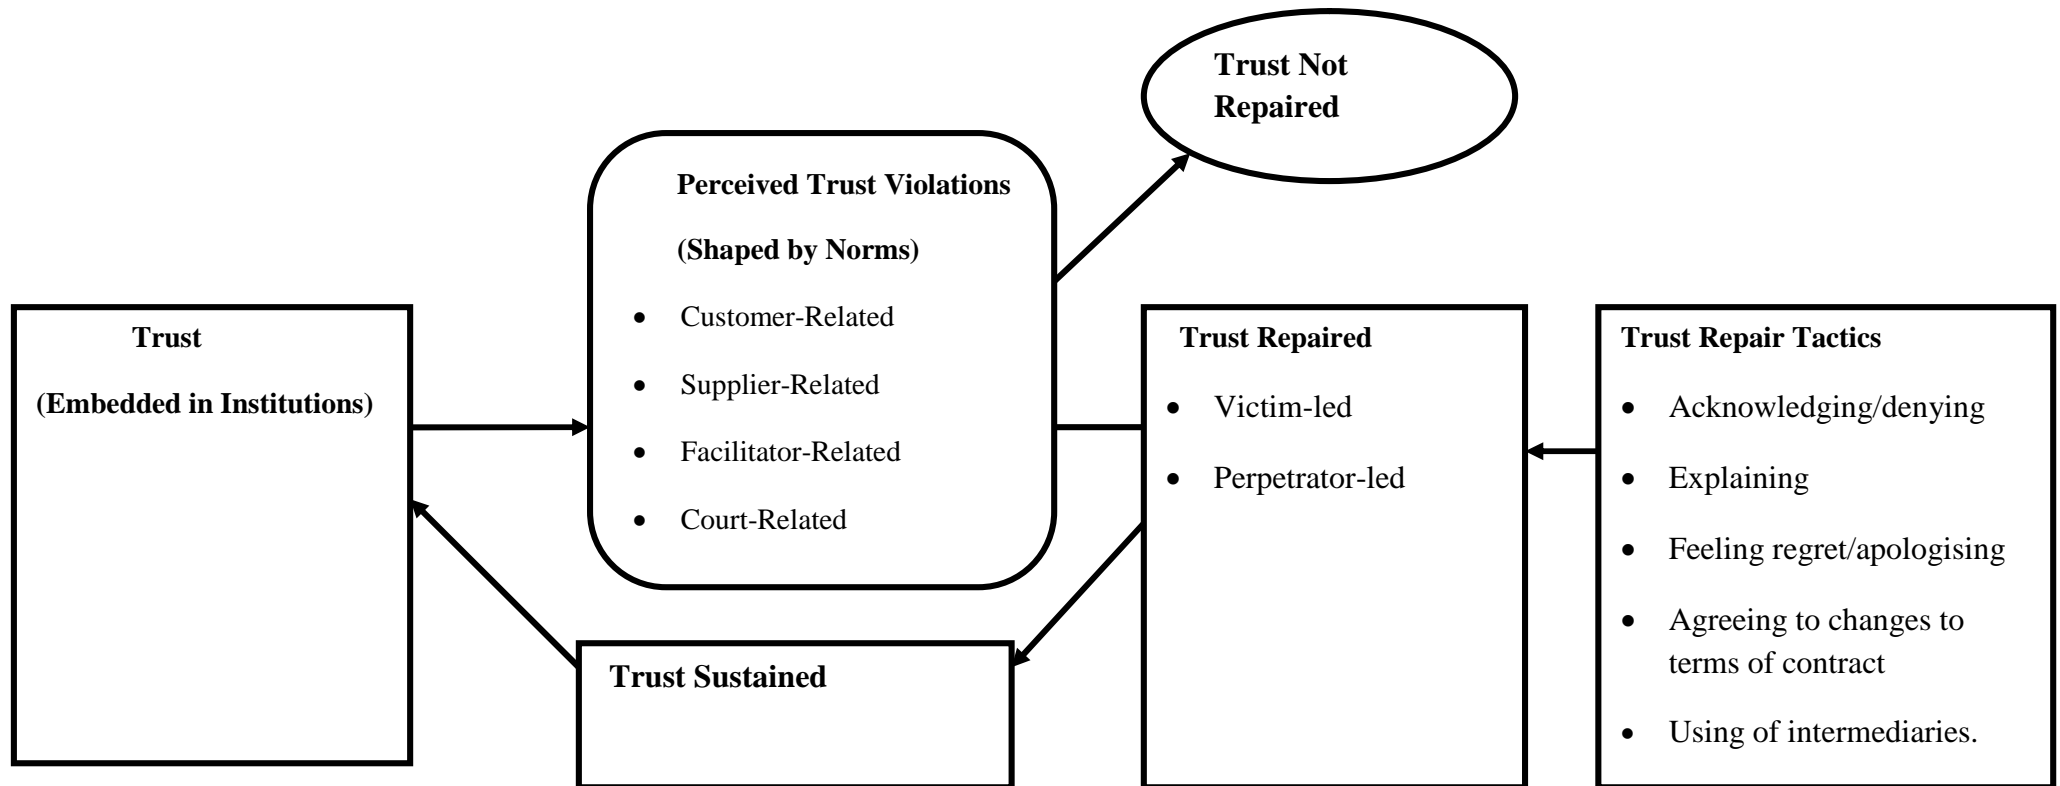 Trust Not
Repaired
Perceived Trust Violations
(Shaped by Norms)
• Customer-Related
• Supplier-Related
• Facilitator-Related
• Court-Related
Trust
(Embedded in Institutions)
Trust Repaired
• Victim-led
• Perpetrator-led
Trust Repair Tactics
• Acknowledging/denying
• Explaining
• Feeling regret/apologising
• Agreeing to changes to
terms of contract
• Using of intermediaries.
Trust Sustained